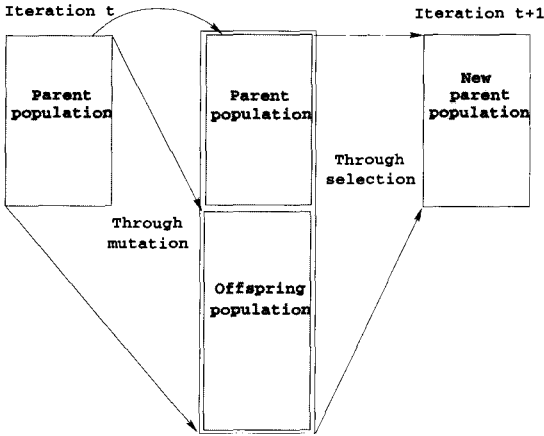 Iteration t
Iteration t+1
Parent
population
Parent
population
New
parent
population
Through
selection
Through
mutation
Offspring
population